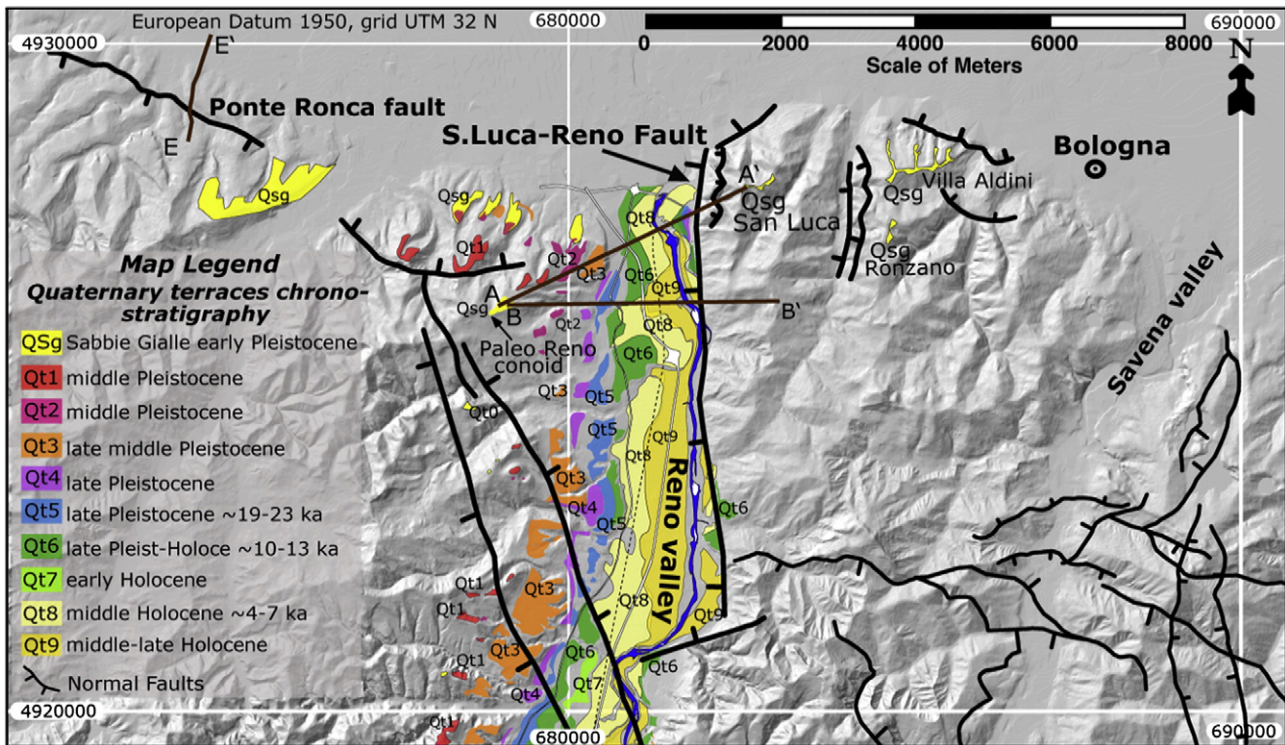 European Datum 1950, grid UTM 32 N
680000
690000
4930000
0 2000 4000 6000 8000
Scale of Meters
N
E'
E
Ponte Ronca fault
S.Luca-Reno Fault
Bologna
Qsg
Qsg
A'
Qsg
San Luca
Qsg
Villa Aldini
Qsg
Ronzano
Qt8
Qt1
Qt2
Qt3
Qt6
Qt9
A
Qsg
B
B'
Qt2
Qt8
Paleo Reno
conoid
Qt6
Savena valley
Map Legend
Quaternary terraces chrono-
stratigraphy
QSg Sabbie Gialle early Pleistocene
Qt1 middle Pleistocene
Qt2 middle Pleistocene
Qt3 late middle Pleistocene
Qt4 late Pleistocene
Qt5 late Pleistocene ~19-23 ka
Qt6 late Pleist-Holoce ~10-13 ka
Qt7 early Holocene
Qt8 middle Holocene ~4-7 ka
Qt9 middle-late Holocene
Normal Faults
Qt3
Qt5
Qt0
Qt5
Qt9
Qt8
Reno valley
Qt3
Qt4
Qt5
Qt6
Qt1
Qt3
Qt1
Qt8
Qt9
Qt3
Qt6
Qt1
Qt6
Qt4
Qt7
4920000
Qt1
680000
690000